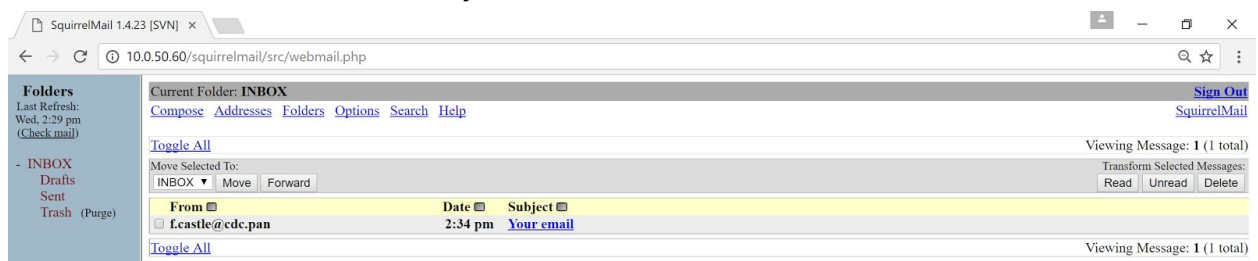 SquirrelMail 1.4.23 [SVN]
10.0.50.60/squirrelmail/src/webmail.php
Folders
Last Refresh:
Wed, 2:29 pm
(Check mail)
- INBOX
Drafts
Sent
Trash (Purge)
Current Folder: INBOX Sign Out
Compose Addresses Folders Options Search Help SquirrelMail
Toggle All Viewing Message: 1 (1 total)
Move Selected To: Transform Selected Messages:
INBOX Move Forward Read Unread Delete
From Date Subject
f.castle@cdc.pan 2:34 pm Your email
Toggle All Viewing Message: 1 (1 total)